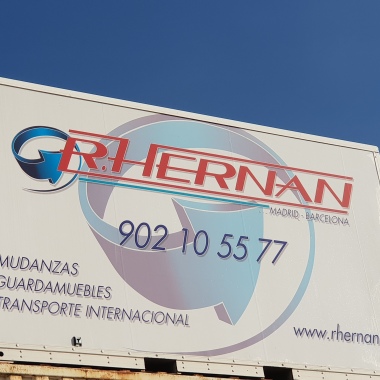 R.HERNAN
MADRID - BARCELONA
902 10 55 77
MUDANZAS
GUARDAMUEBLES
TRANSPORTE INTERNACIONAL
www.rhernan